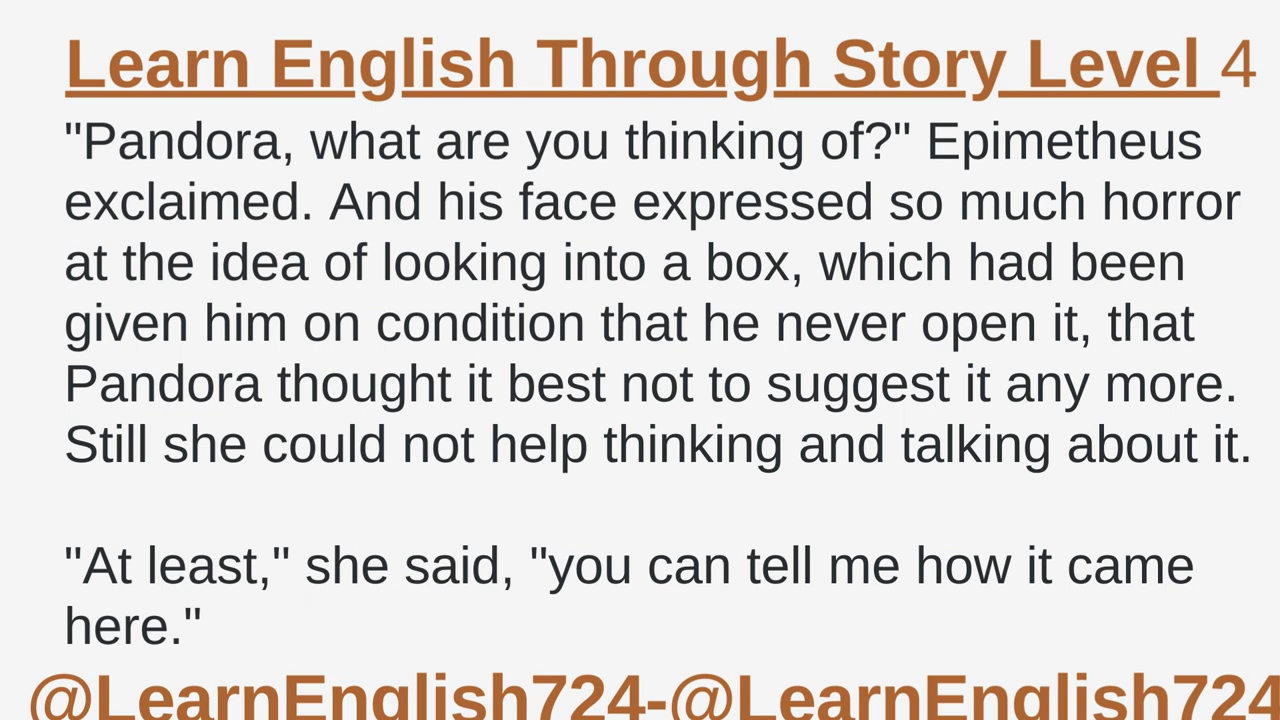 Learn English Through Story Level 4
"Pandora, what are you thinking of?" Epimetheus
exclaimed. And his face expressed so much horror
at the idea of looking into a box, which had been
given him on condition that he never open it, that
Pandora thought it best not to suggest it any more.
Still she could not help thinking and talking about it.
"At least," she said, "you can tell me how it came
here."
@LearnEnglish724-@LearnEnglish724